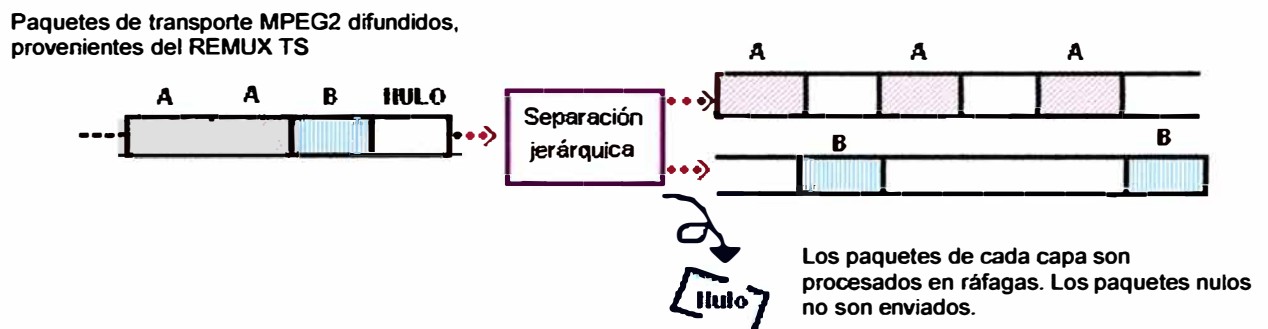 Paquetes de transporte MPEG2 difundidos,
provenientes del REMUX TS
A A B NULO
Separación
jerárquica
A A A
B B
Nulo
Los paquetes de cada capa son
procesados en ráfagas. Los paquetes nulos
no son enviados.